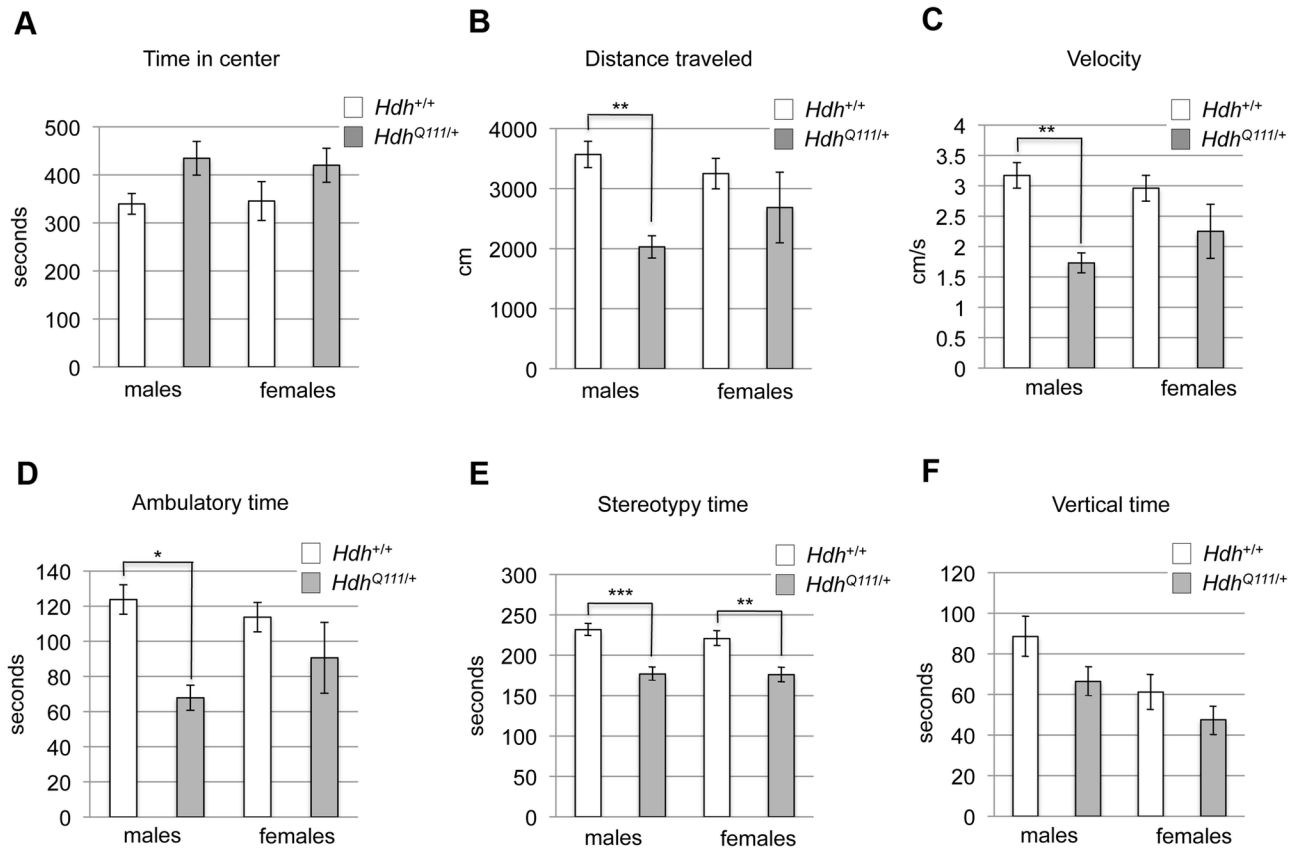 A
Time in center
Hdh+/+
HdhQ111/+
500
400
300
200
100
0
seconds
males females
B
Distance traveled
**
Hdh+/+
HdhQ111/+
4000
3000
2000
1000
0
cm
males females
C
Velocity
**
Hdh+/+
HdhQ111/+
4
3.5
3
2.5
2
1.5
1
0.5
0
cm/s
males females
D
Ambulatory time
*
Hdh+/+
HdhQ111/+
140
120
100
80
60
40
20
0
seconds
males females
E
Stereotypy time
*** **
Hdh+/+
HdhQ111/+
300
250
200
150
100
50
0
seconds
males females
F
Vertical time
Hdh+/+
HdhQ111/+
120
100
80
60
40
20
0
seconds
males females